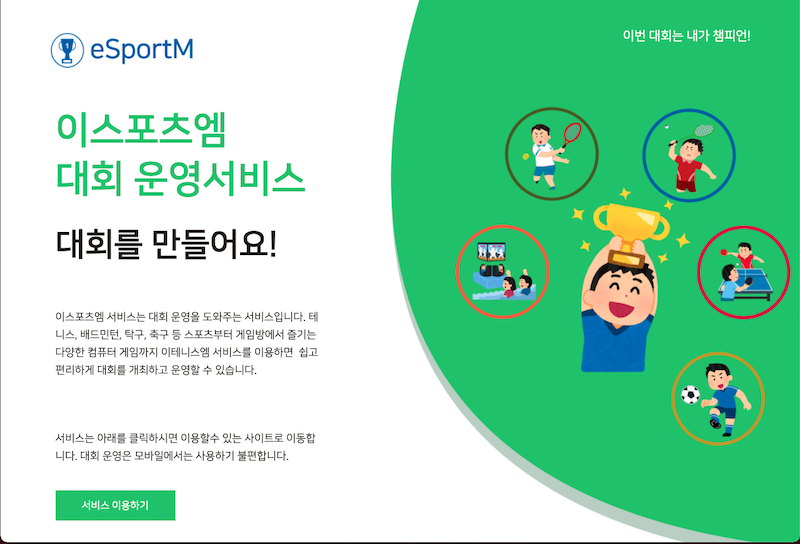 eSportM
이번 대회는 내가 챔피언!
이스포츠엠
대회 운영서비스
대회를 만들어요!
이스포츠엠 서비스는 대회 운영을 도와주는 서비스입니다. 테
니스, 배드민턴, 탁구, 축구 등 스포츠부터 게임방에서 즐기는
다양한 컴퓨터 게임까지 이테니스엠 서비스를 이용하면 쉽고
편리하게 대회를 개최하고 운영할 수 있습니다.
서비스는 아래를 클릭하시면 이용할수 있는 사이트로 이동합
니다. 대회 운영은 모바일에서는 사용하기 불편합니다.
서비스 이용하기